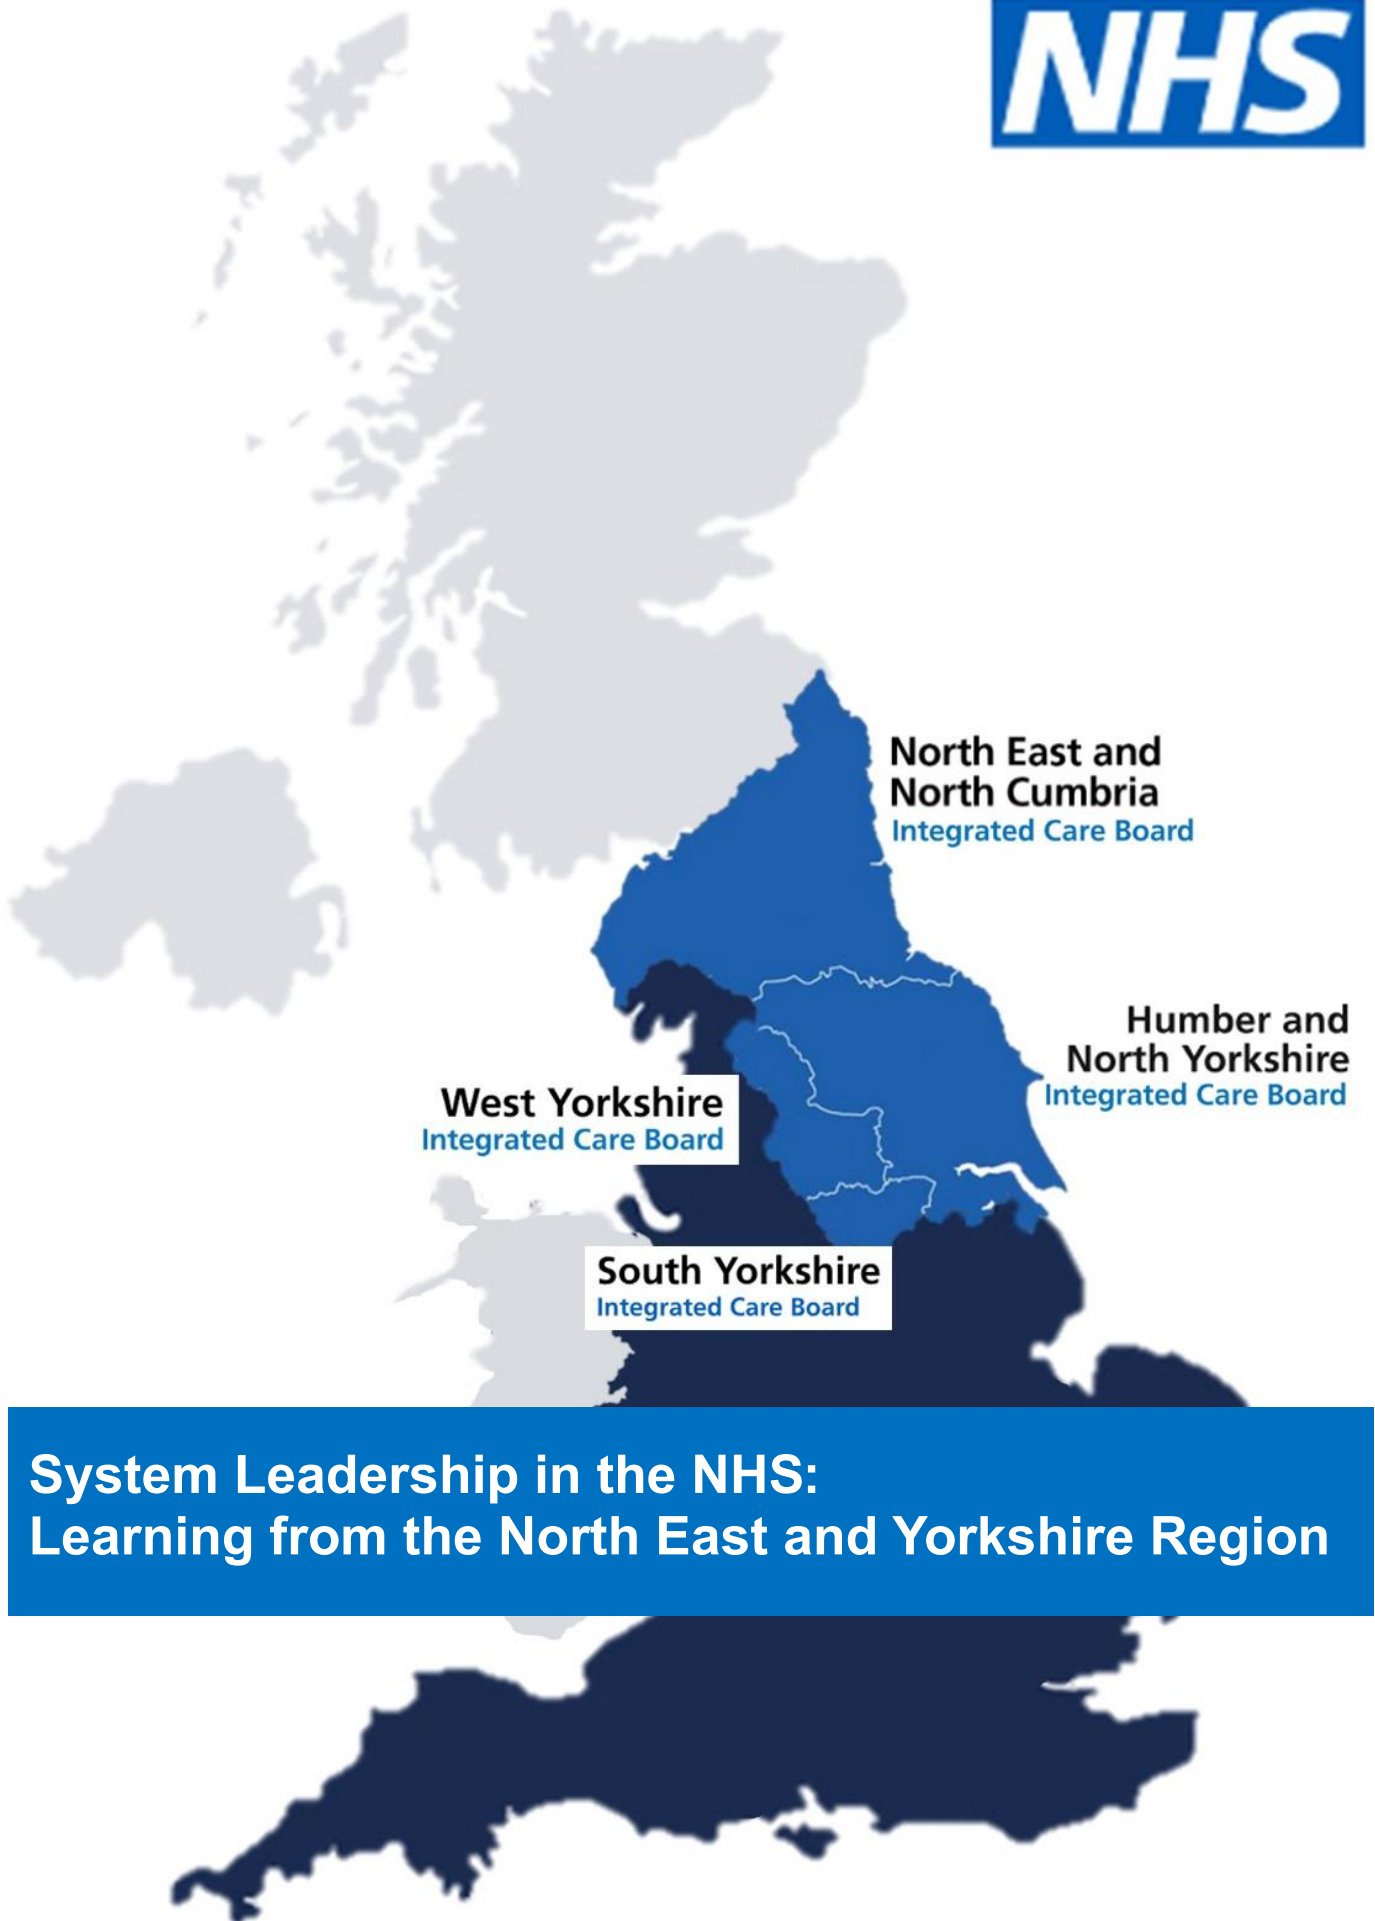 NHS
North East and
North Cumbria
Integrated Care Board
Humber and
North Yorkshire
Integrated Care Board
West Yorkshire
Integrated Care Board
South Yorkshire
Integrated Care Board
System Leadership in the NHS:
Learning from the North East and Yorkshire Region